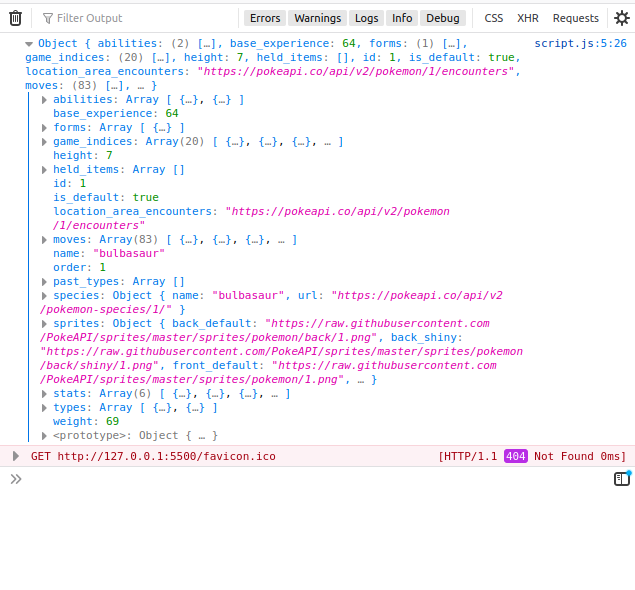 Filter Output Errors Warnings Logs Info Debug CSS XHR Requests
Object { abilities: (2) […], base_experience: 64, forms: (1) […], script.js:5:26
game_indices: (20) […], height: 7, held_items: [], id: 1, is_default: true,
location_area_encounters: "https://pokeapi.co/api/v2/pokemon/1/encounters",
moves: (83) […], … }
abilities: Array [ {…}, {…} ]
base_experience: 64
forms: Array [ {…} ]
game_indices: Array(20) [ {…}, {…}, {…}, … ]
height: 7
held_items: Array []
id: 1
is_default: true
location_area_encounters: "https://pokeapi.co/api/v2/pokemon
/1/encounters"
moves: Array(83) [ {…}, {…}, {…}, … ]
name: "bulbasaur"
order: 1
past_types: Array []
species: Object { name: "bulbasaur", url: "https://pokeapi.co/api/v2
/pokemon-species/1/" }
sprites: Object { back_default: "https://raw.githubusercontent.com
/PokeAPI/sprites/master/sprites/pokemon/back/1.png", back_shiny:
"https://raw.githubusercontent.com/PokeAPI/sprites/master/sprites/pokemon
/back/shiny/1.png", front_default: "https://raw.githubusercontent.com
/PokeAPI/sprites/master/sprites/pokemon/1.png", … }
stats: Array(6) [ {…}, {…}, {…}, … ]
types: Array [ {…}, {…} ]
weight: 69
<prototype>: Object { … }
GET http://127.0.0.1:5500/favicon.ico [HTTP/1.1 404 Not Found 0ms]